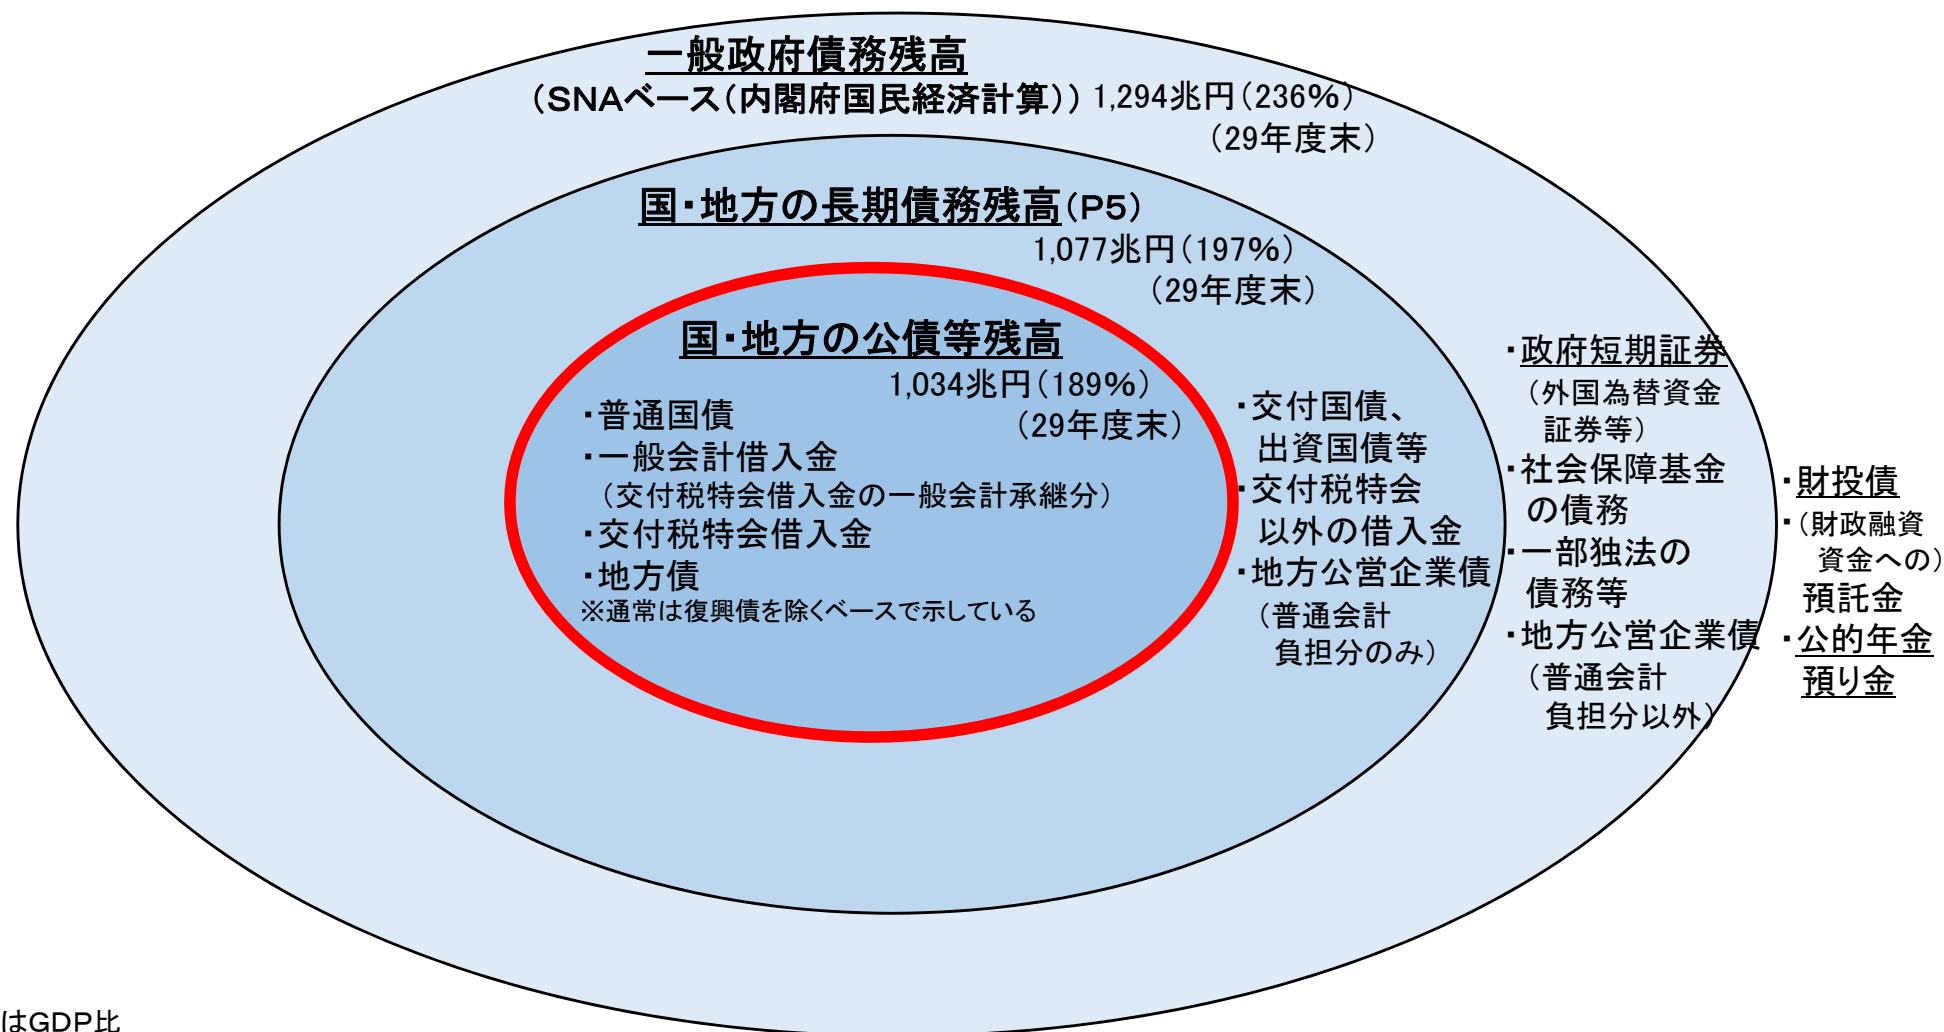 一般政府債務残高
（SNAベース（内閣府国民経済計算）） 1,294兆円（236%）
（29年度末）
国・地方の長期債務残高（P5）
1,077兆円（197%）
（29年度末）
国・地方の公債等残高
1,034兆円（189%）
（29年度末）
・普通国債
・一般会計借入金
（交付税特会借入金の一般会計承継分）
・交付税特会借入金
・地方債
※通常は復興債を除くベースで示している
・交付国債、
出資国債等
・交付税特会
以外の借入金
・地方公営企業債
（普通会計
負担分のみ）
・政府短期証券
（外国為替資金
証券等）
・社会保障基金
の債務
・一部独法の
債務等
・地方公営企業債
（普通会計
負担分以外）
・財投債
・（財政融資
資金への）
預託金
・公的年金
預り金
はGDP比